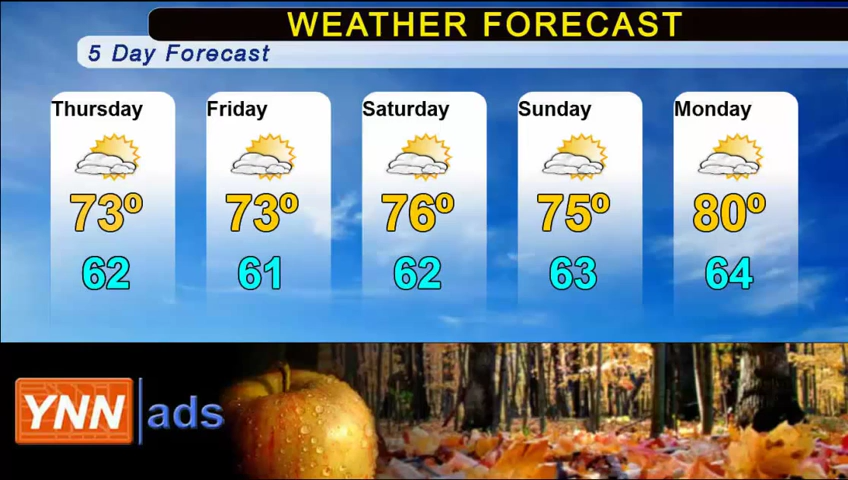 WEATHER FORECAST
5 Day Forecast
Thursday Friday Saturday Sunday Monday
73º 73º 76º 75º 80º
62 61 62 63 64
YNN ads